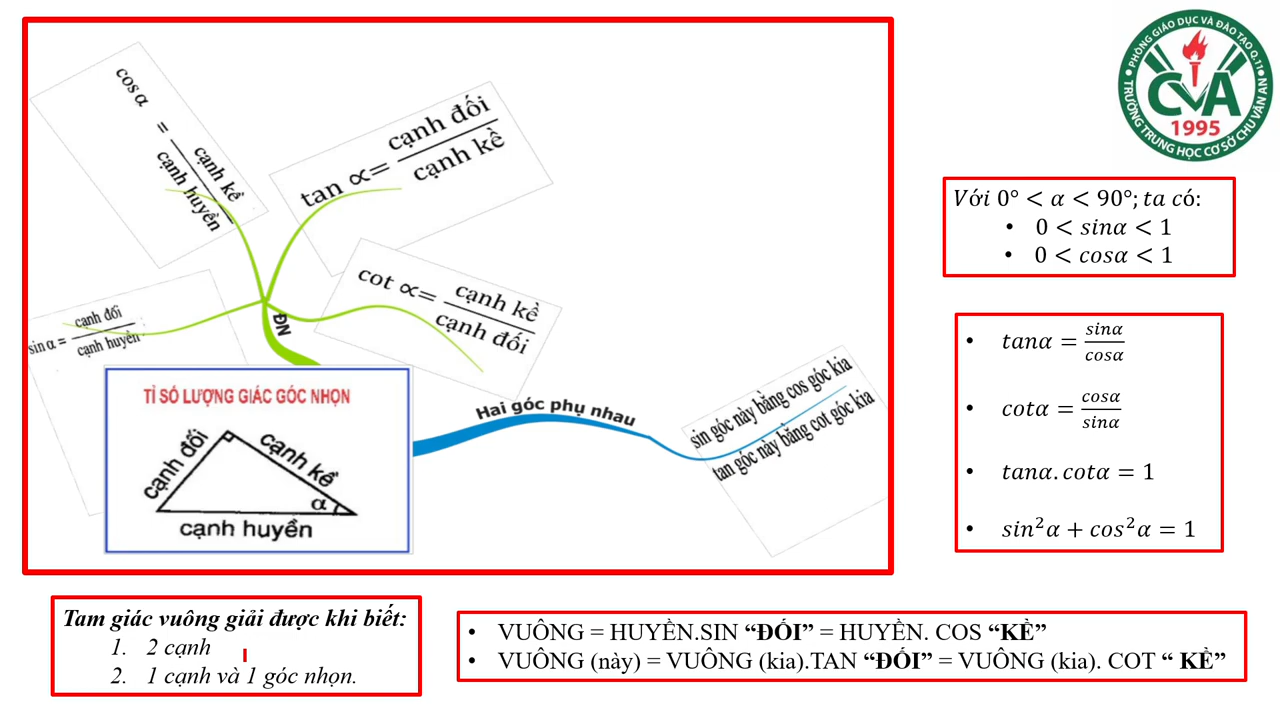 cos α = cạnh kề / cạnh huyền
tan ∝= cạnh đối / cạnh kề
cot ∝= cạnh kề / cạnh đối
sin α = cạnh đối / cạnh huyền
ĐN
TỈ SỐ LƯỢNG GIÁC GÓC NHỌN
cạnh đối
cạnh kề
α
cạnh huyền
Hai góc phụ nhau
sin góc này bằng cos góc kia
tan góc này bằng cot góc kia
PHÒNG GIÁO DỤC VÀ ĐÀO TẠO Q.11
CVA
1995
TRƯỜNG TRUNG HỌC CƠ SỞ CHU VĂN AN
Với 0° < α < 90°; ta có:
• 0 < sinα < 1
• 0 < cosα < 1
• tanα = sinα / cosα
• cotα = cosα / sinα
• tanα. cotα = 1
• sin²α + cos²α = 1
Tam giác vuông giải được khi biết:
1. 2 cạnh
2. 1 cạnh và 1 góc nhọn.
• VUÔNG = HUYỀN.SIN “ĐỐI” = HUYỀN. COS “KỀ”
• VUÔNG (này) = VUÔNG (kia).TAN “ĐỐI” = VUÔNG (kia). COT “ KỀ”